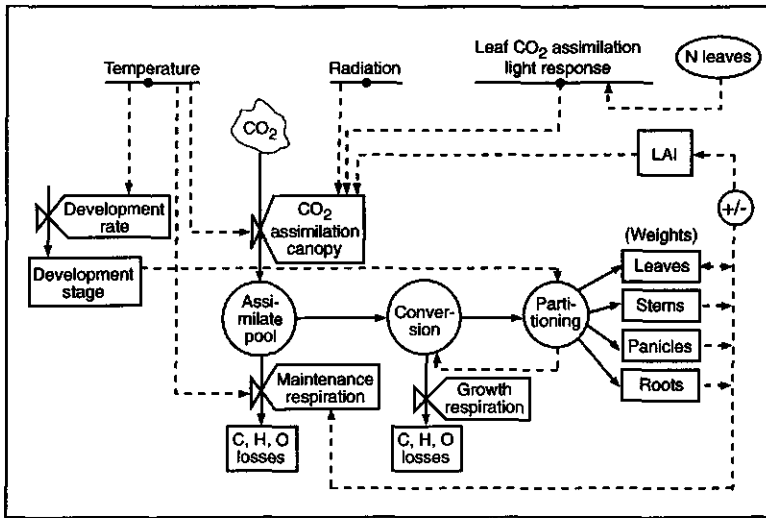 Temperature
Radiation
Leaf CO₂ assimilation
light response
N leaves
CO₂
LAI
Development
rate
CO₂
assimilation
canopy
+/-
(Weights)
Development
stage
Leaves
Assi-
milate
pool
Conver-
sion
Parti-
tioning
Stems
Panicles
Roots
Maintenance
respiration
Growth
respiration
C, H, O
losses
C, H, O
losses